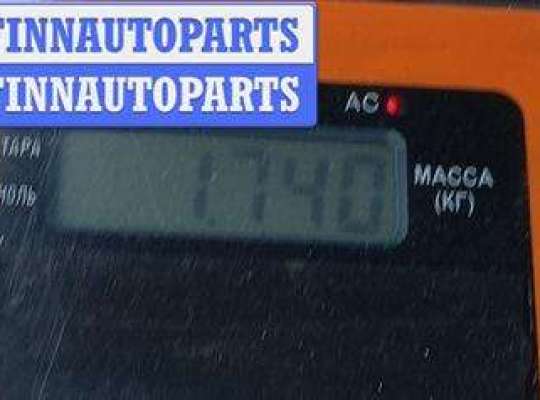 FINNAUTOPARTS
FINNAUTOPARTS
AC
ТАРА
1.740
МАССА
НОЛЬ
(КГ)